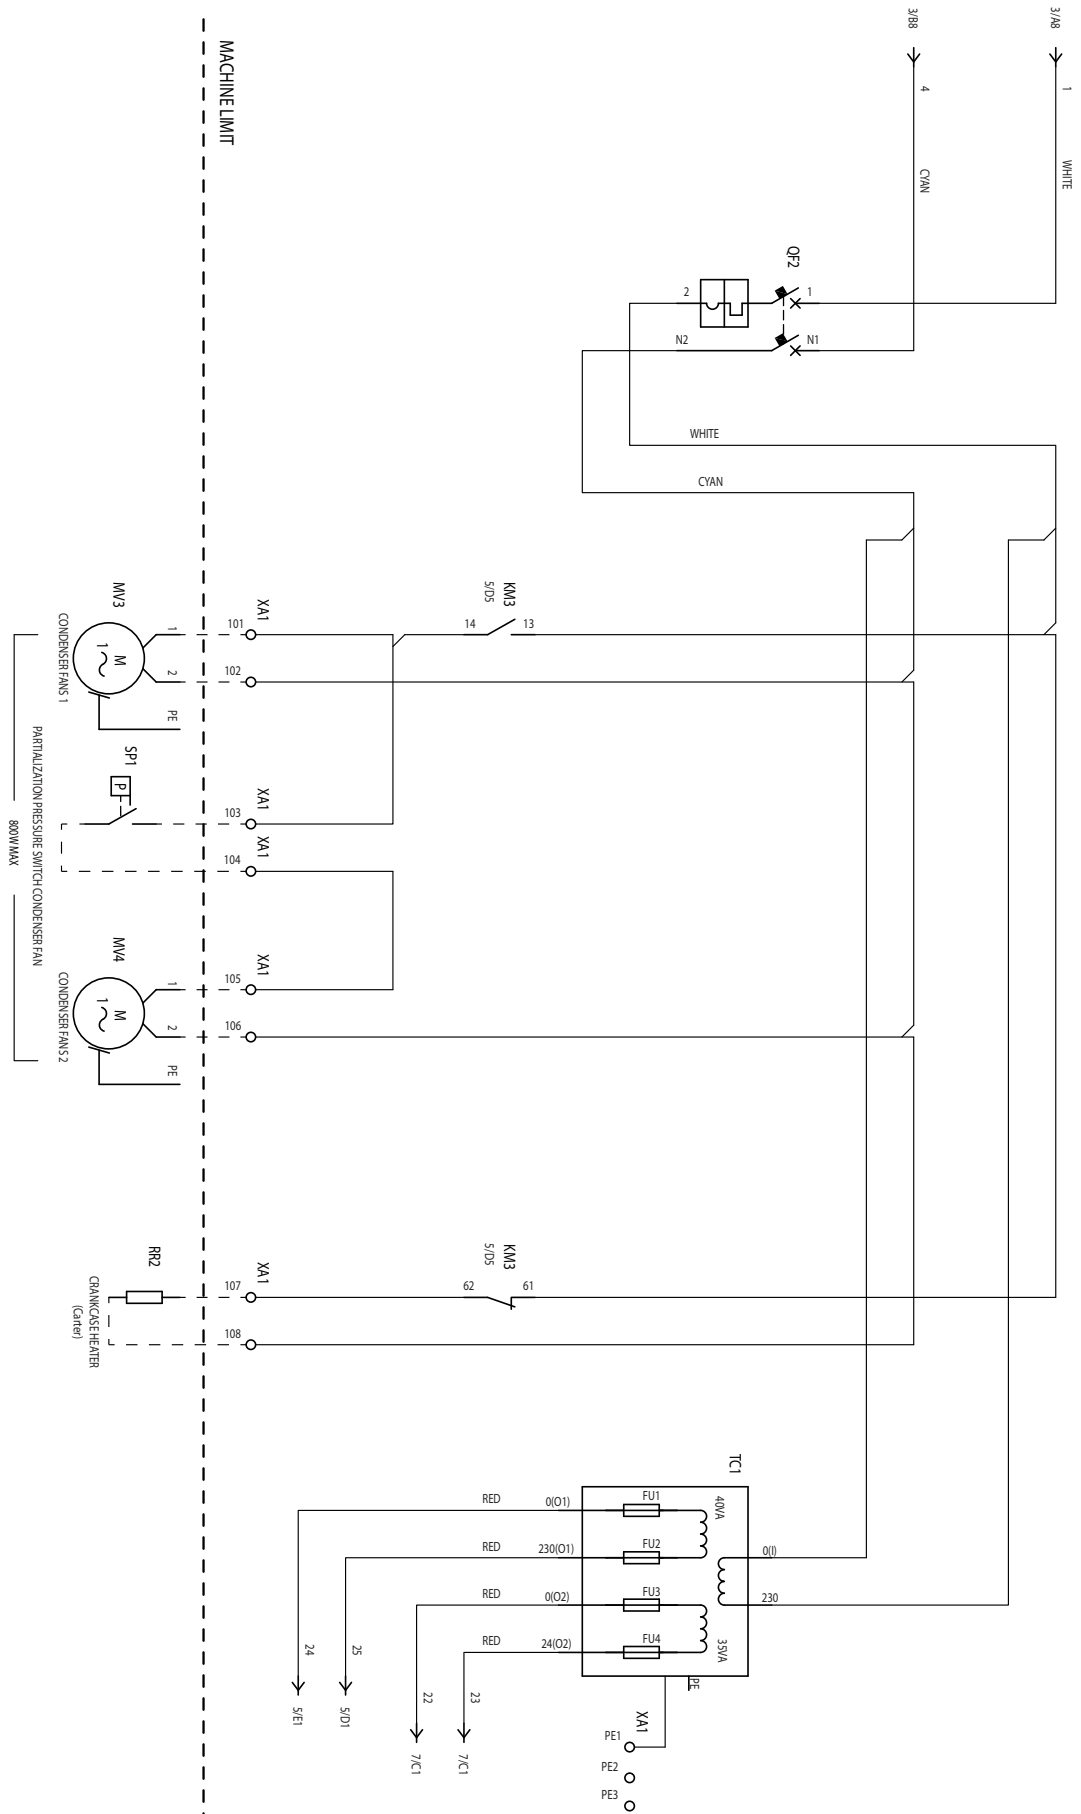 3/B8
3/A8
4
1
CYAN
WHITE
MACHINE LIMIT
QF2
2
1
N2
N1
WHITE
CYAN
MV3
CONDENSER FANS 1
M
1
1
2
PE
XA1
101
102
KM3
5/D5
14
13
SP1
P
PARTIALIZATION PRESSURE SWITCH CONDENSER FAN
800W MAX
XA1
103
XA1
104
MV4
CONDENSER FANS 2
M
1
1
2
PE
XA1
105
106
RR2
CRANKCASE HEATER
(Carter)
XA1
107
108
KM3
5/D5
62
61
TC1
40VA
35VA
FU1
FU2
FU3
FU4
0(I)
230
RED
0(O1)
RED
230(O1)
RED
0(O2)
RED
24(O2)
24
25
22
23
5/E1
5/D1
7/C1
7/C1
PE
XA1
PE1
PE2
PE3